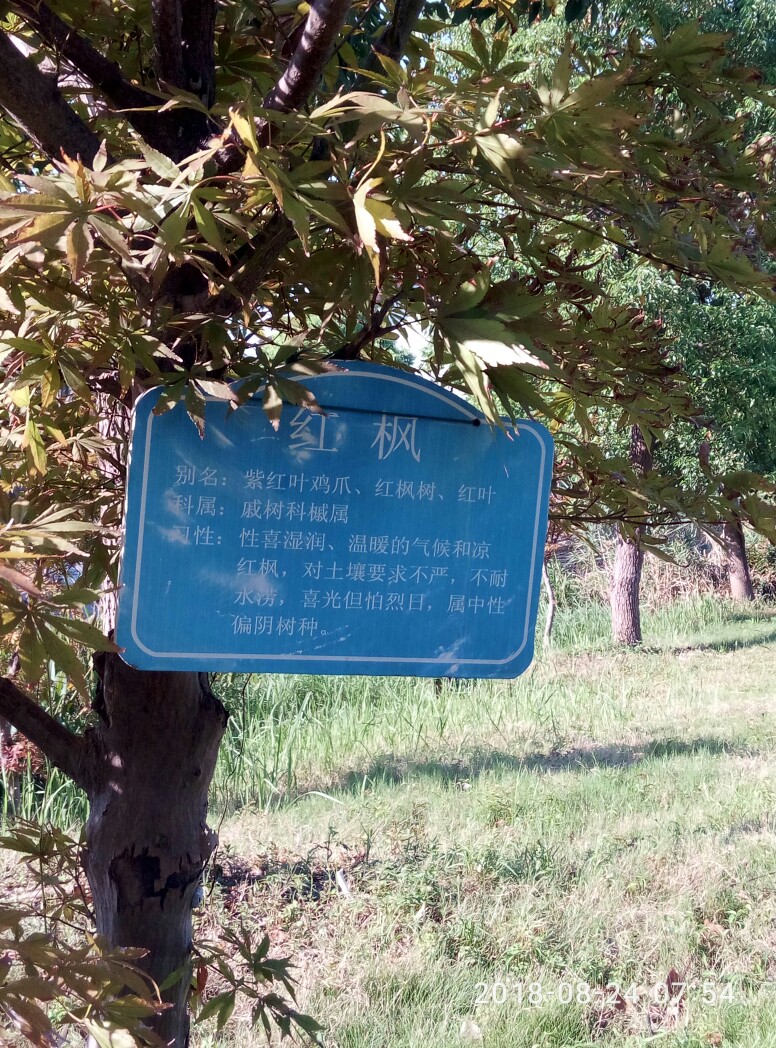 红枫
别名：紫红叶鸡爪、红枫树、红叶
科属：戚树科槭属
习性：性喜湿润、温暖的气候和凉
红枫，对土壤要求不严，不耐
水涝，喜光但怕烈日，属中性
偏阴树种。
2018-08-24 07:54